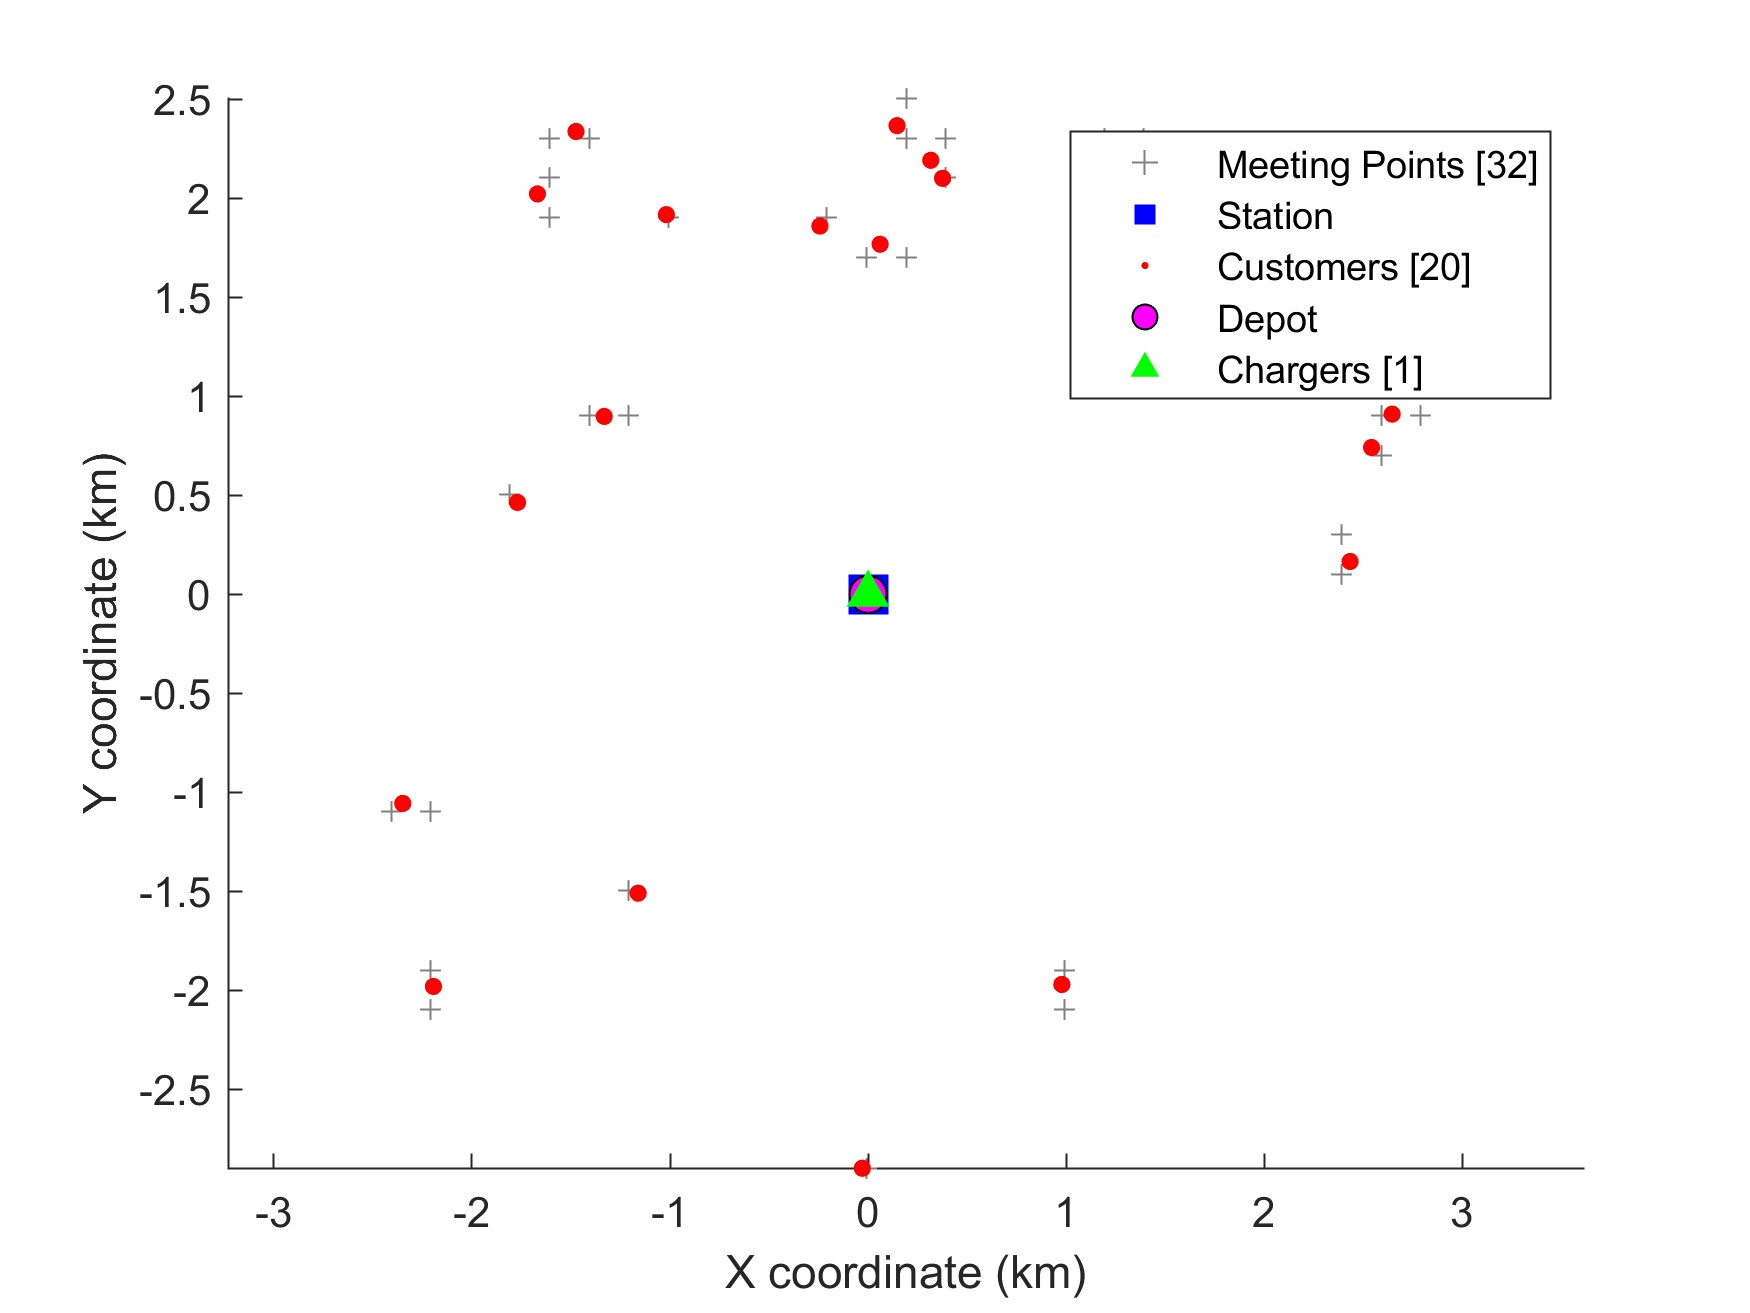 2.5
2
1.5
1
0.5
0
-0.5
-1
-1.5
-2
-2.5
Y coordinate (km)
Meeting Points [32]
Station
Customers [20]
Depot
Chargers [1]
-3 -2 -1 0 1 2 3
X coordinate (km)